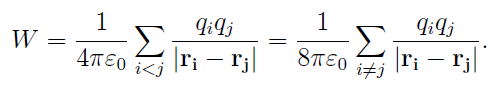 W = \frac{1}{4\pi\varepsilon_0} \sum_{i<j} \frac{q_i q_j}{|\mathbf{r_i} - \mathbf{r_j}|} = \frac{1}{8\pi\varepsilon_0} \sum_{i \neq j} \frac{q_i q_j}{|\mathbf{r_i} - \mathbf{r_j}|}.